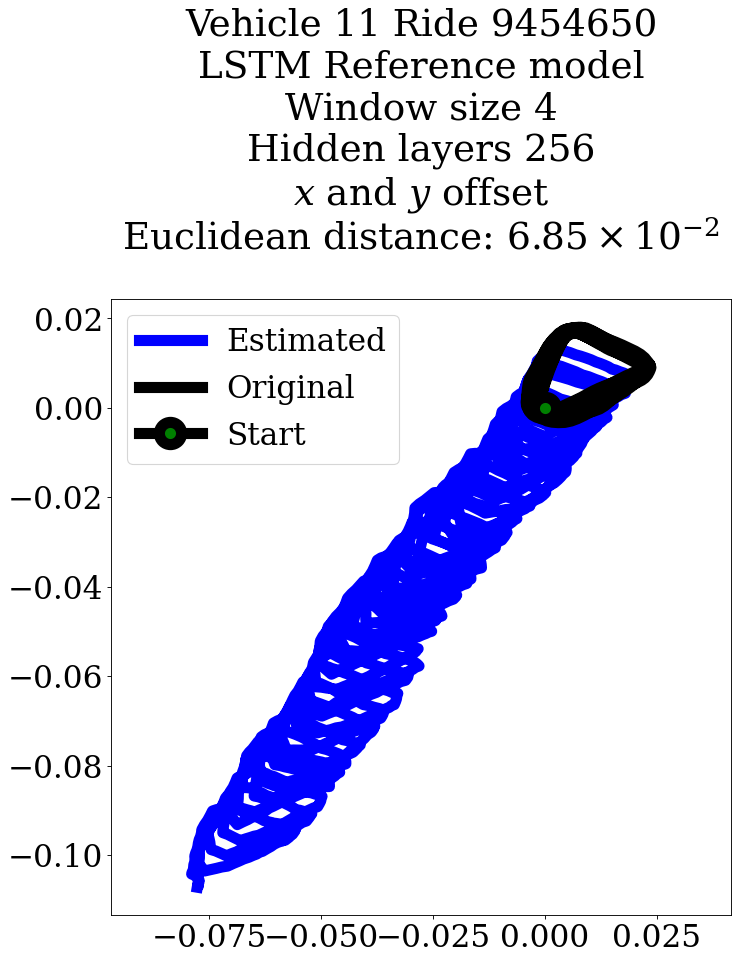 Vehicle 11 Ride 9454650
LSTM Reference model
Window size 4
Hidden layers 256
x and y offset
Euclidean distance: 6.85 × 10⁻²
Estimated
Original
Start
0.02
0.00
−0.02
−0.04
−0.06
−0.08
−0.10
−0.075 −0.050 −0.025 0.000 0.025